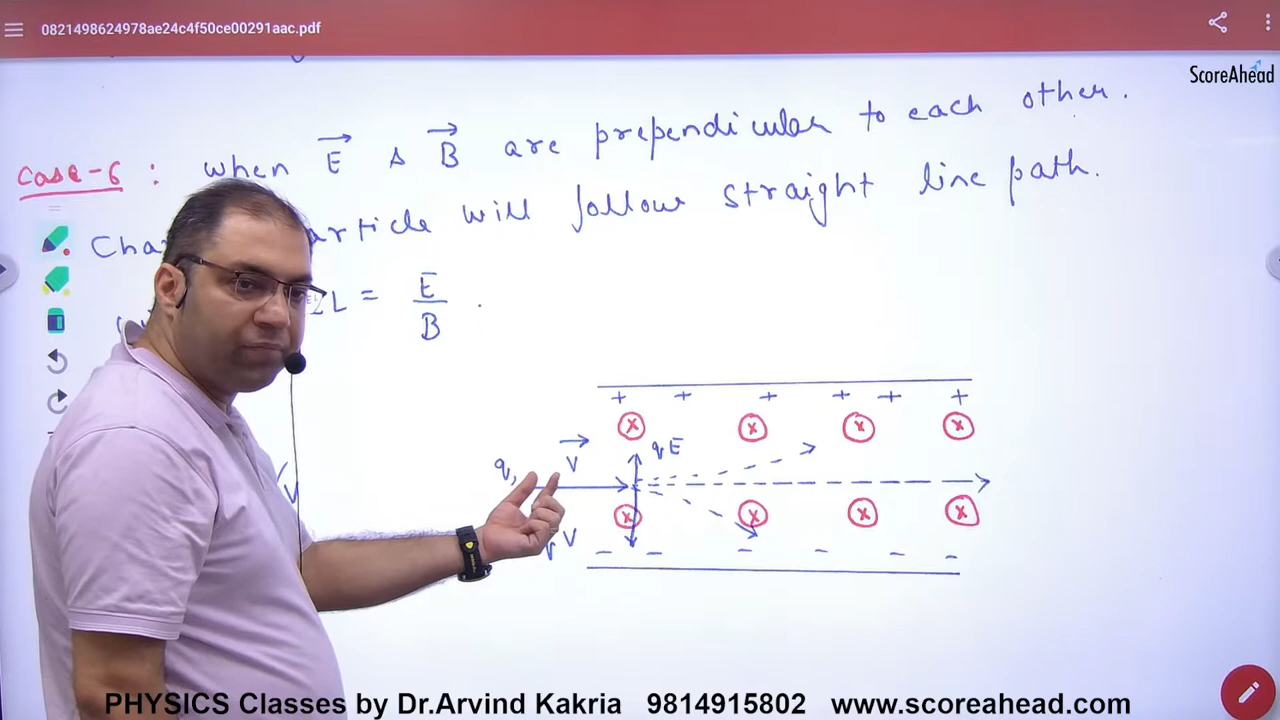 0821498624978ae24c4f50ce00291aac.pdf
ScoreAhead
Case-6 : when E & B are prependicular to each other.
Cha article will follow straight line path.
L = E
B
+ + + + + +
x x x x
qE
q, v
x x x x
v
- - - - - -
PHYSICS Classes by Dr.Arvind Kakria 9814915802 www.scoreahead.com